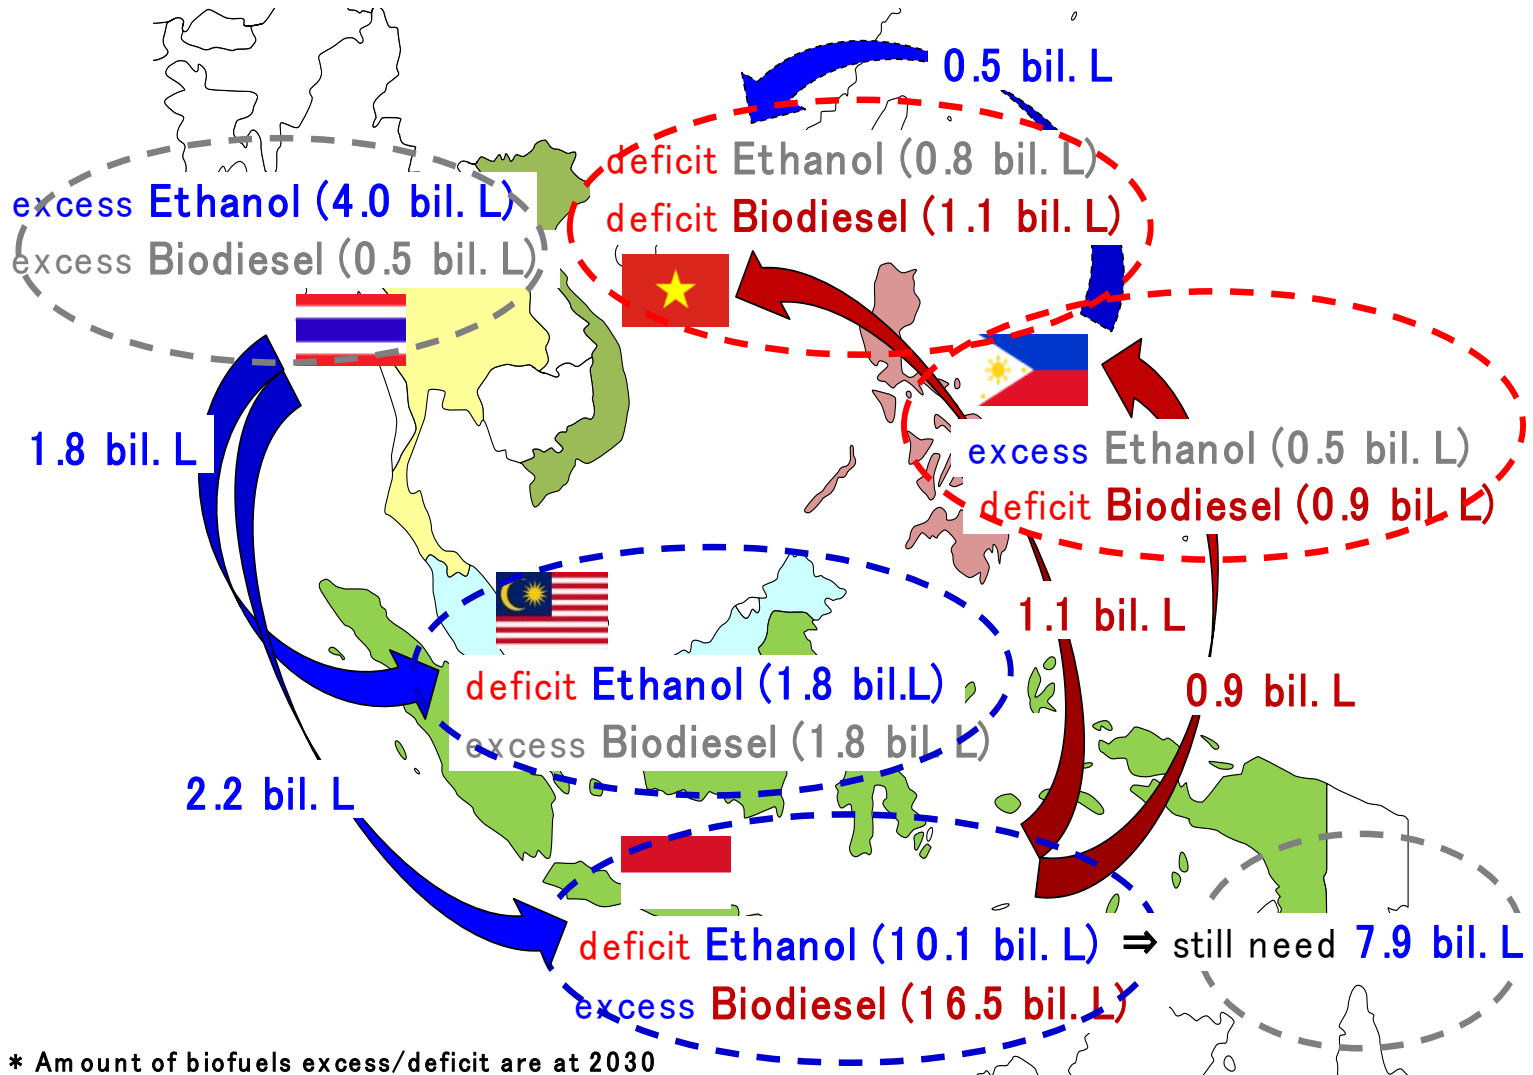 0.5 bil. L
deficit Ethanol (0.8 bil. L)
deficit Biodiesel (1.1 bil. L)
excess Ethanol (4.0 bil. L)
excess Biodiesel (0.5 bil. L)
1.8 bil. L
excess Ethanol (0.5 bil. L)
deficit Biodiesel (0.9 bil. L)
1.1 bil. L
deficit Ethanol (1.8 bil.L)
excess Biodiesel (1.8 bil. L)
0.9 bil. L
2.2 bil. L
deficit Ethanol (10.1 bil. L) ⇒ still need 7.9 bil. L
excess Biodiesel (16.5 bil. L)
* Amount of biofuels excess/deficit are at 2030